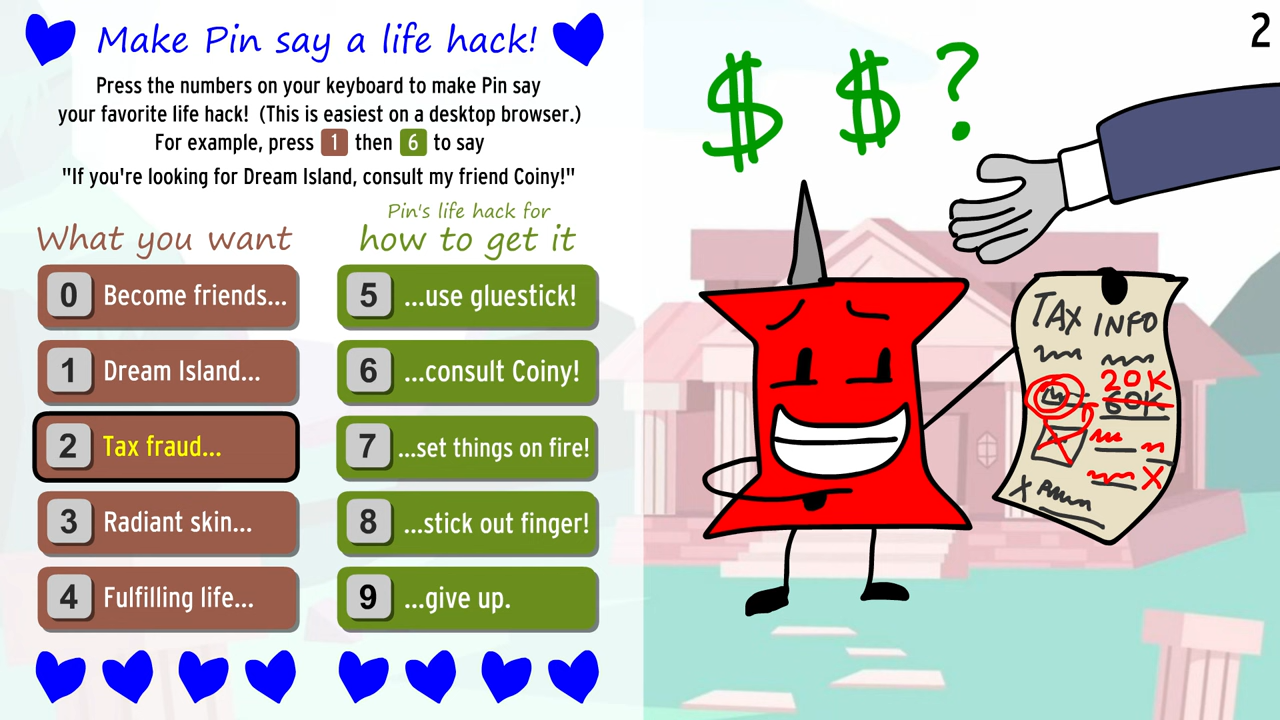 Make Pin say a life hack!
Press the numbers on your keyboard to make Pin say
your favorite life hack! (This is easiest on a desktop browser.)
For example, press 1 then 6 to say
"If you're looking for Dream Island, consult my friend Coiny!"
What you want
0 Become friends...
1 Dream Island...
2 Tax fraud...
3 Radiant skin...
4 Fulfilling life...
Pin's life hack for
how to get it
5 ...use gluestick!
6 ...consult Coiny!
7 ...set things on fire!
8 ...stick out finger!
9 ...give up.
2
$ $ ?
TAX INFO
20K
60K
X
X